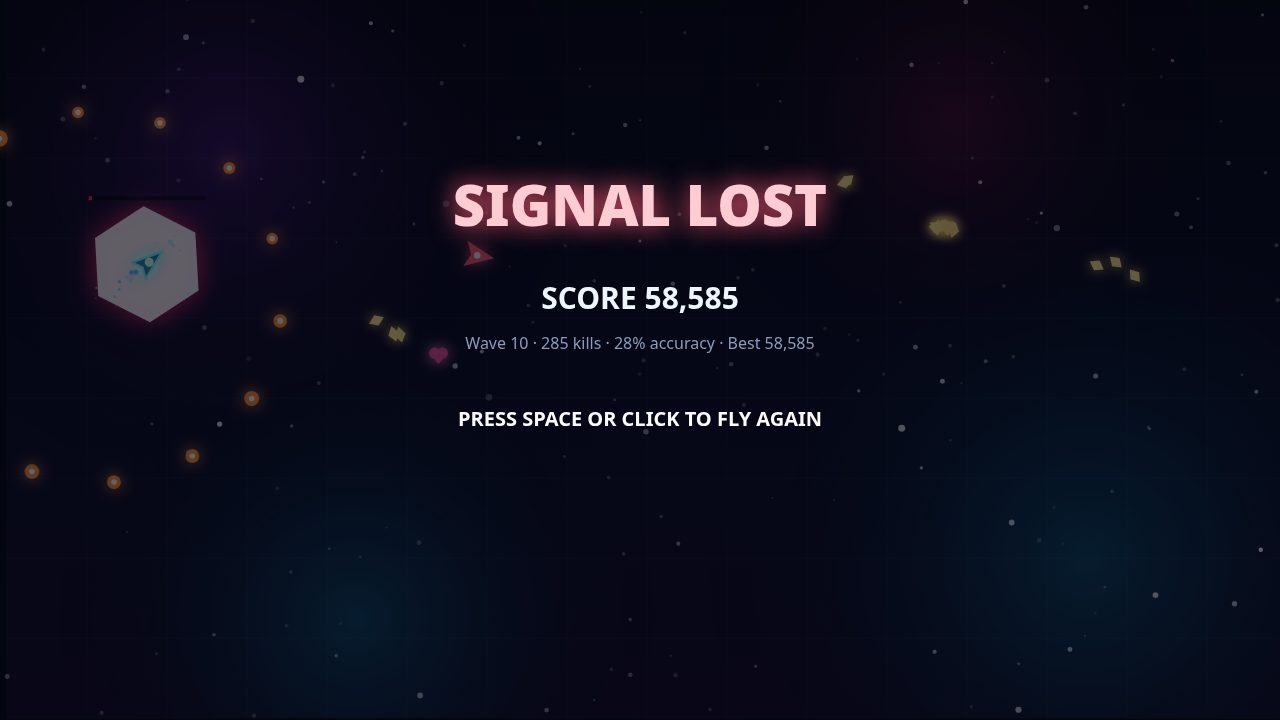 SIGNAL LOST
SCORE 58,585
Wave 10 · 285 kills · 28% accuracy · Best 58,585
PRESS SPACE OR CLICK TO FLY AGAIN